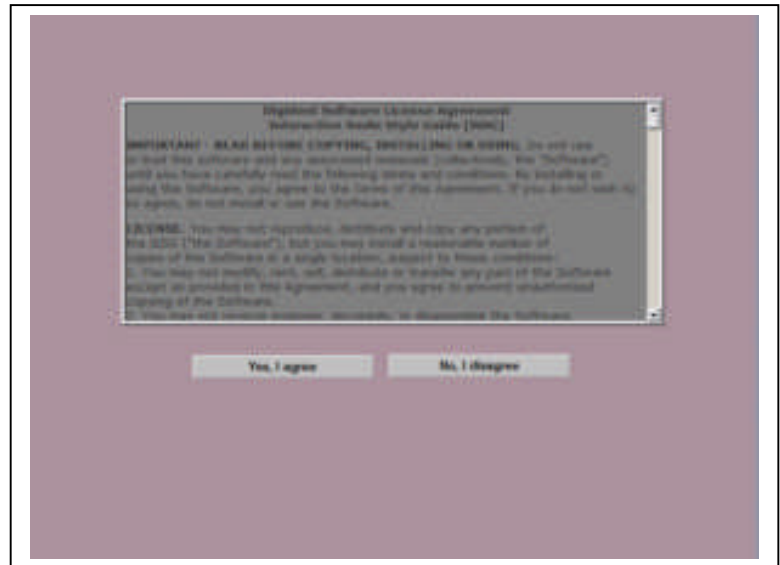 Software License Agreement
Interactive Media Style Guide
IMPORTANT - READ BEFORE COPYPING, INSTALLING OR USING. Do not use
or load this software and any associated materials (collectively, the "Software")
until you have carefully read the following terms and conditions. By installing or
using the Software, you agree to the terms of this Agreement. If you do not wish to
so agree, do not install or use the Software.
LICENSE. You may not reproduce, distribute and copy any portion of
the ("the Software"), but you may install a reasonable number of
copies of the Software in a single location, subject to these conditions:
1. You may not modify, rent, sell, distribute or transfer any part of the Software
except as provided in this Agreement, and you agree to prevent unauthorized
copying of the Software.
2. You may not reverse engineer, decompile, or disassemble the Software
Yes, I agree
No, I disagree